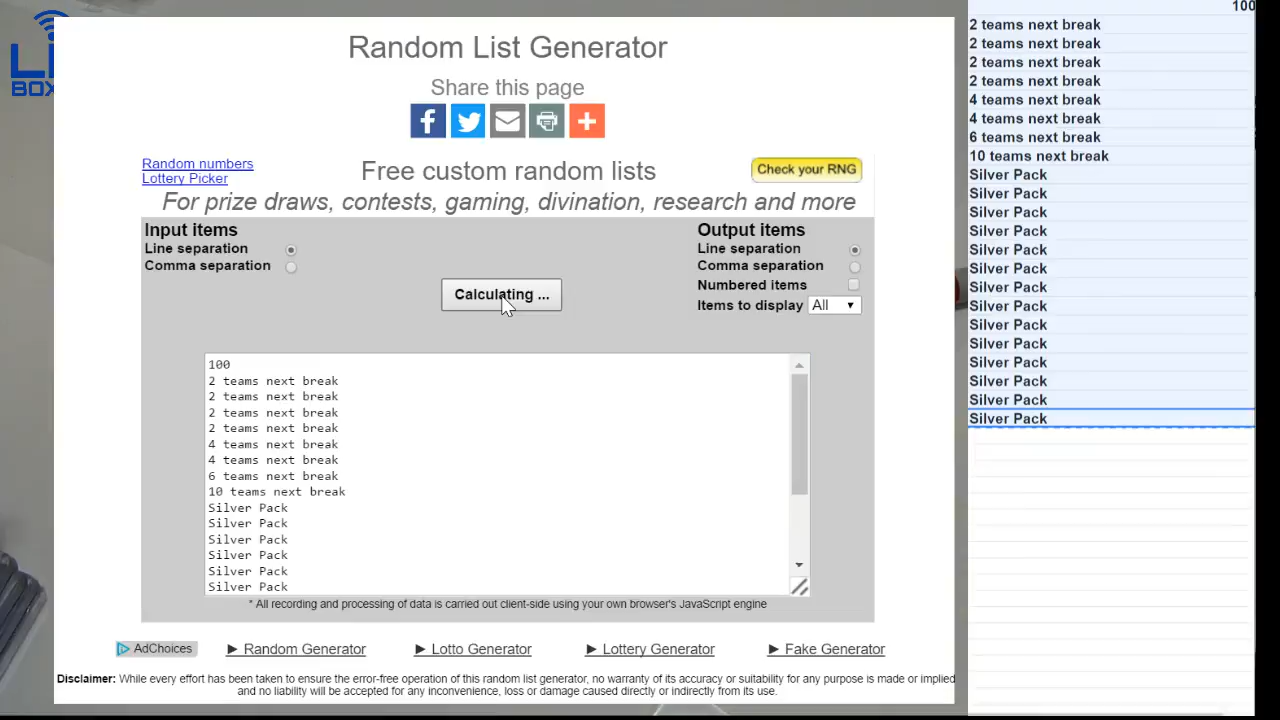 LI
BOX
Random List Generator
Share this page
Random numbers
Lottery Picker
Free custom random lists
Check your RNG
For prize draws, contests, gaming, divination, research and more
Input items
Line separation
Comma separation
Calculating ...
Output items
Line separation
Comma separation
Numbered items
Items to display All
100
2 teams next break
2 teams next break
2 teams next break
2 teams next break
4 teams next break
4 teams next break
6 teams next break
10 teams next break
Silver Pack
Silver Pack
Silver Pack
Silver Pack
Silver Pack
Silver Pack
* All recording and processing of data is carried out client-side using your own browser's JavaScript engine
AdChoices
► Random Generator
► Lotto Generator
► Lottery Generator
► Fake Generator
Disclaimer: While every effort has been taken to ensure the error-free operation of this random list generator, no warranty of its accuracy or suitability for any purpose is made or implied
and no liability will be accepted for any inconvenience, loss or damage caused directly or indirectly from its use.
100
2 teams next break
2 teams next break
2 teams next break
2 teams next break
4 teams next break
4 teams next break
6 teams next break
10 teams next break
Silver Pack
Silver Pack
Silver Pack
Silver Pack
Silver Pack
Silver Pack
Silver Pack
Silver Pack
Silver Pack
Silver Pack
Silver Pack
Silver Pack
Silver Pack
Silver Pack